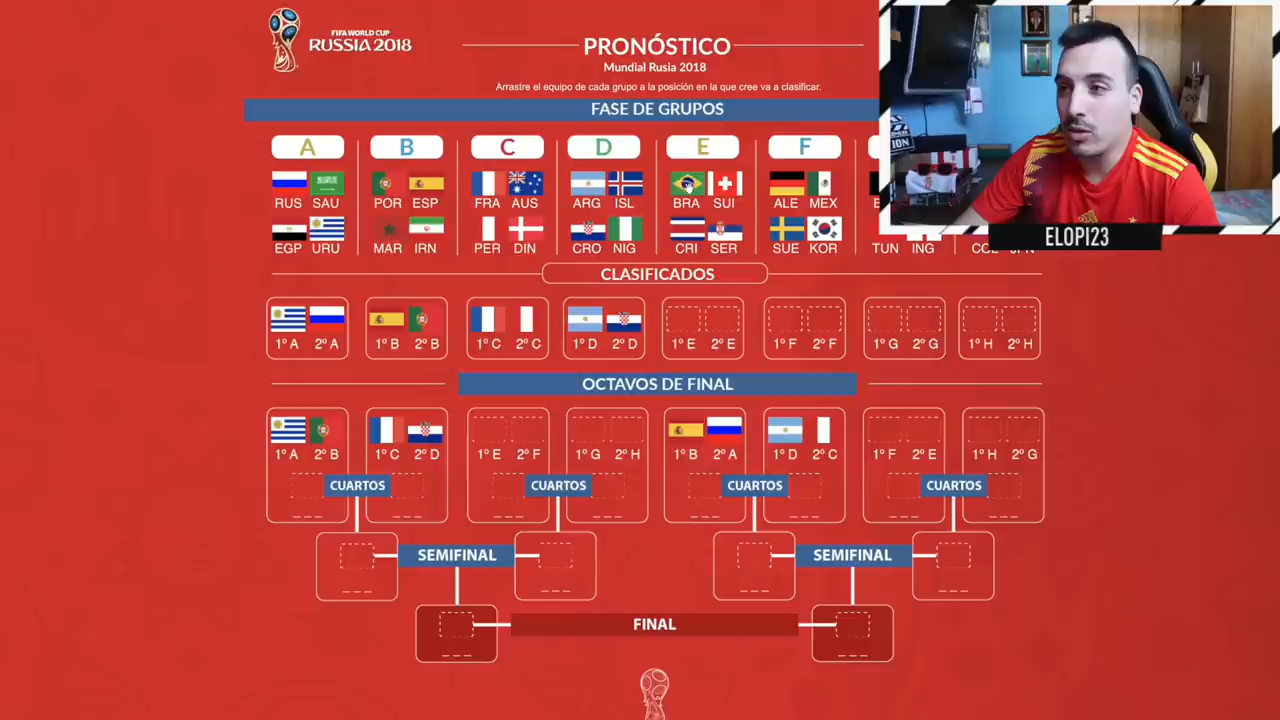 FIFA WORLD CUP
RUSSIA 2018
PRONÓSTICO
Mundial Rusia 2018
Arrastre el equipo de cada grupo a la posición en la que cree va a clasificar.
FASE DE GRUPOS
A B C D E F
RUS SAU POR ESP FRA AUS ARG ISL BRA SUI ALE MEX
EGP URU MAR IRN PER DIN CRO NIG CRI SER SUE KOR TUN ING
ELOPI23
CLASIFICADOS
1º A 2º A 1º B 2º B 1º C 2º C 1º D 2º D 1º E 2º E 1º F 2º F 1º G 2º G 1º H 2º H
OCTAVOS DE FINAL
1º A 2º B 1º C 2º D 1º E 2º F 1º G 2º H 1º B 2º A 1º D 2º C 1º F 2º E 1º H 2º G
CUARTOS CUARTOS CUARTOS CUARTOS
SEMIFINAL SEMIFINAL
FINAL